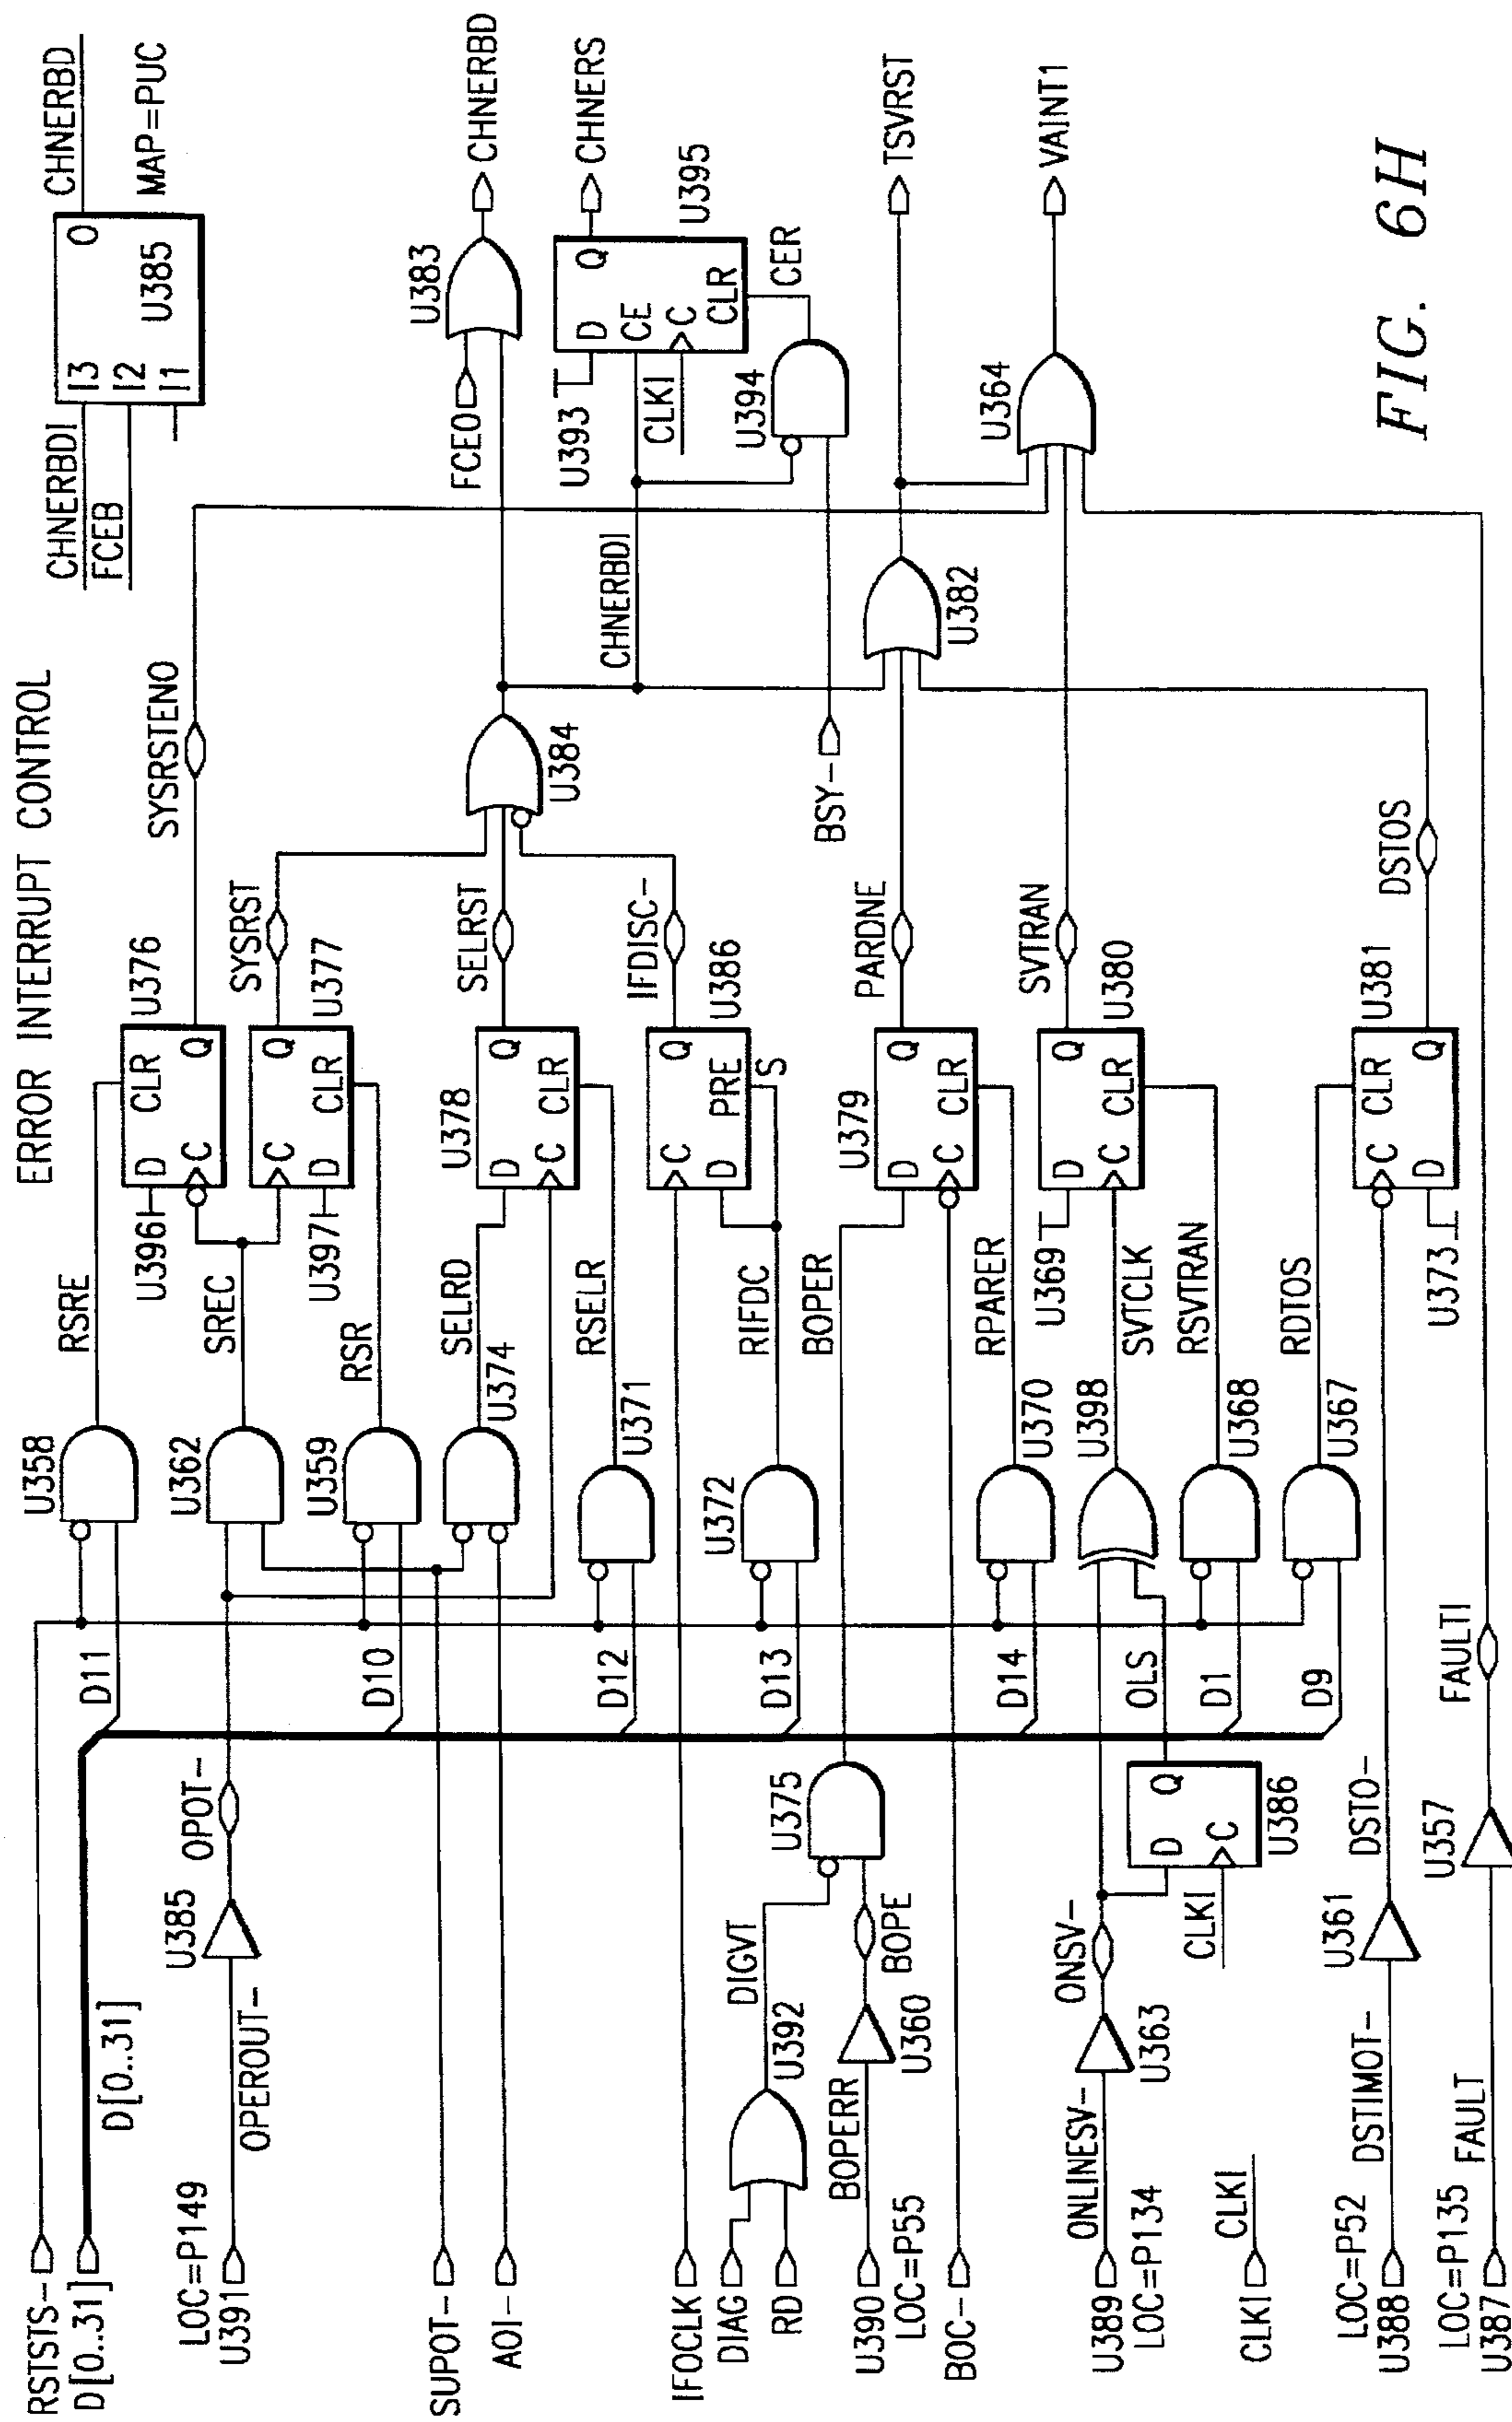 ERROR INTERRUPT CONTROL
RSTSTS-
D[0..31]
D[0..31]
LOC=P149
U391
OPEROUT-
U385
OPOT-
SUPOT-
AOI-
IFOCLK
DIAG
RD
U392
DIGVT
U375
BOPERR
U390
LOC=P55
U360
BOPE
BOC-
ONLINESV-
U389
LOC=P134
U363
ONSV-
CLKI
D
C
Q
U386
OLS
CLKI
CLKI
LOC=P52
U388
DSTIMOT-
U361
DSTO-
LOC=P135
U387
FAULT
U357
FAULTI
D11
D10
D12
D13
D14
D1
D9
U358
RSRE
U362
SREC
U359
RSR
U374
SELRD
U371
RSELR
U372
RIFDC
BOPER
U370
RPARER
U398
SVTCLK
U368
RSVTRAN
U367
RDTOS
U396
D
C
CLR
Q
U376
SYSRSTENO
U397
C
D
Q
CLR
U377
SYSRST
U378
D
C
Q
CLR
SELRST
C
D
Q
PRE
S
U386
IFDISC-
U379
D
C
Q
CLR
PARDNE
U369
D
C
Q
CLR
U380
SVTRAN
U373
C
D
CLR
Q
U381
DSTOS
U384
CHNERBDI
BSY-
U382
FCEO
U383
CHNERBD
U393
CLKI
D
CE
C
Q
CLR
U395
CHNERS
U394
CER
TSVRST
U364
VAINT1
CHNERBDI
FCEB
I3
I2
I1
O
U385
CHNERBD
MAP=PUC
FIG. 6H